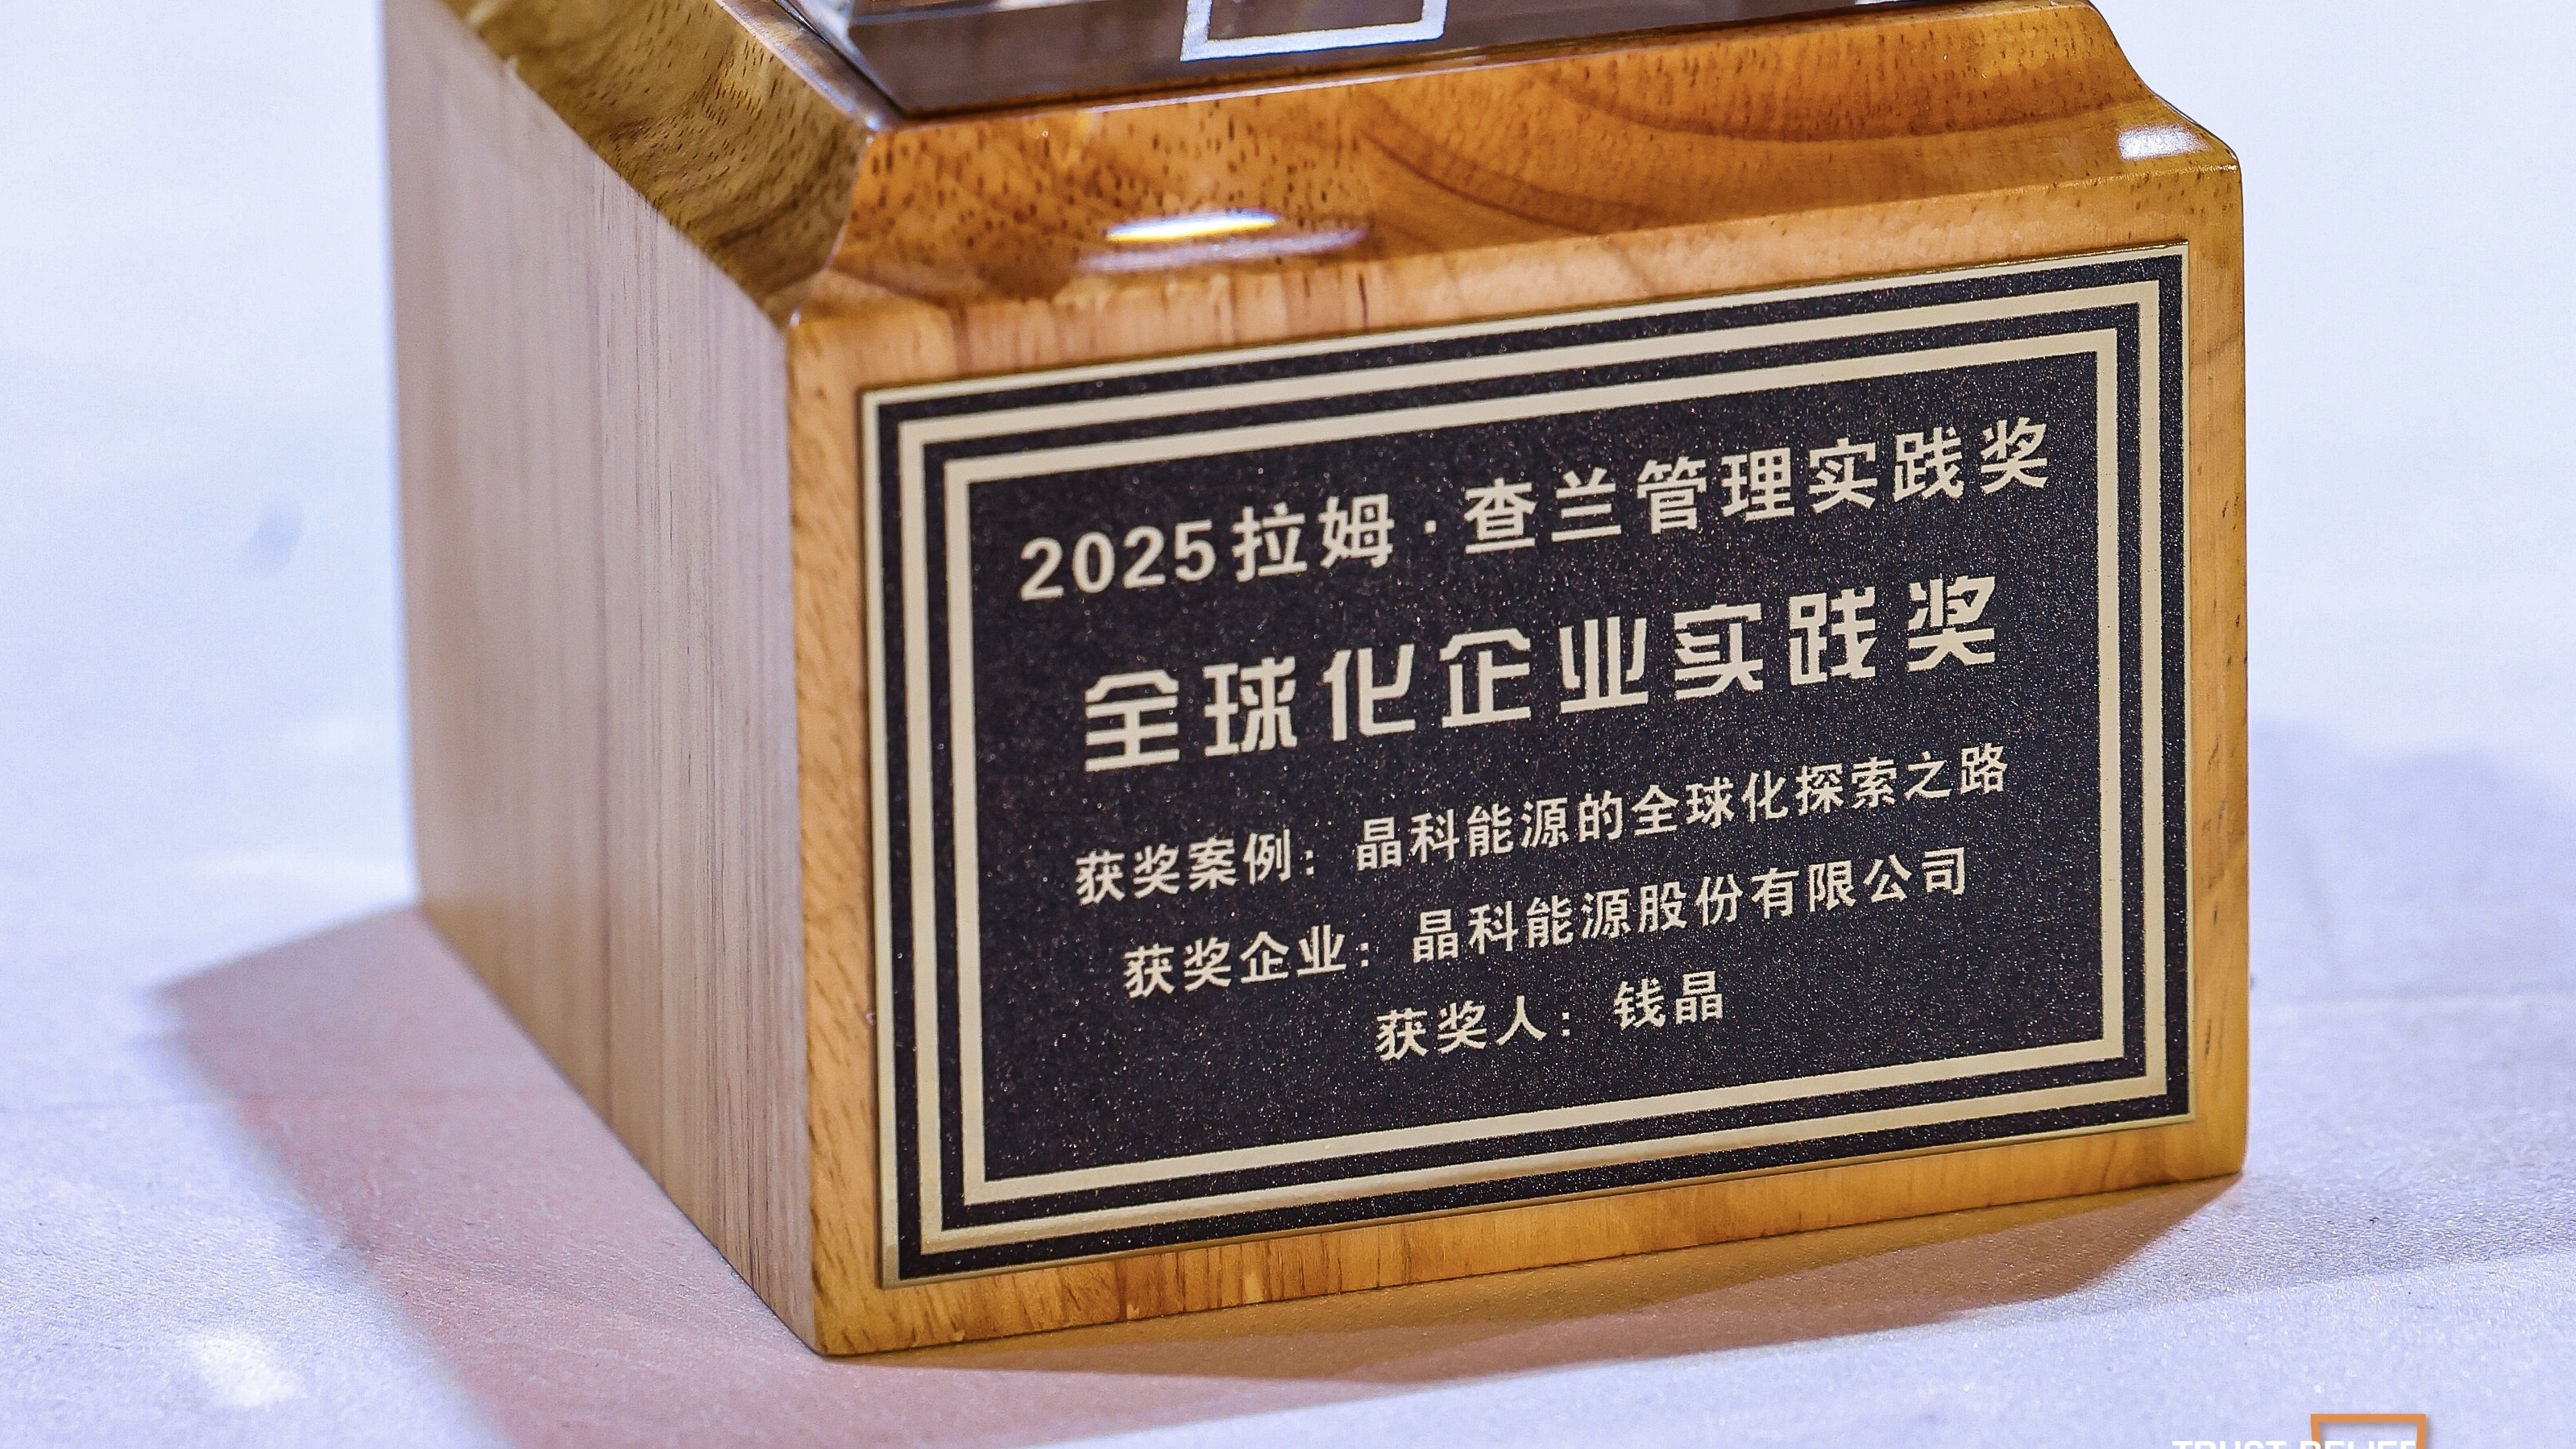 2025拉姆·查兰管理实践奖
全球化企业实践奖
获奖案例：晶科能源的全球化探索之路
获奖企业：晶科能源股份有限公司
获奖人：钱晶